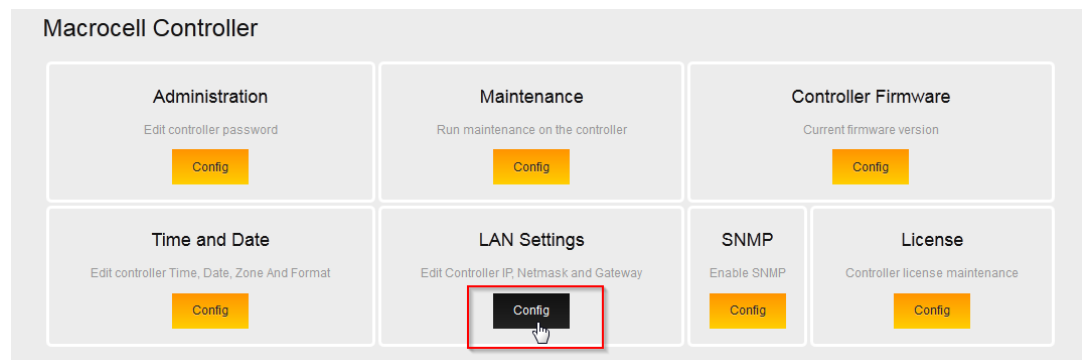 Macrocell Controller
Administration
Edit controller password
Config
Maintenance
Run maintenance on the controller
Config
Controller Firmware
Current firmware version
Config
Time and Date
Edit controller Time, Date, Zone And Format
Config
LAN Settings
Edit Controller IP, Netmask and Gateway
Config
SNMP
Enable SNMP
Config
License
Controller license maintenance
Config